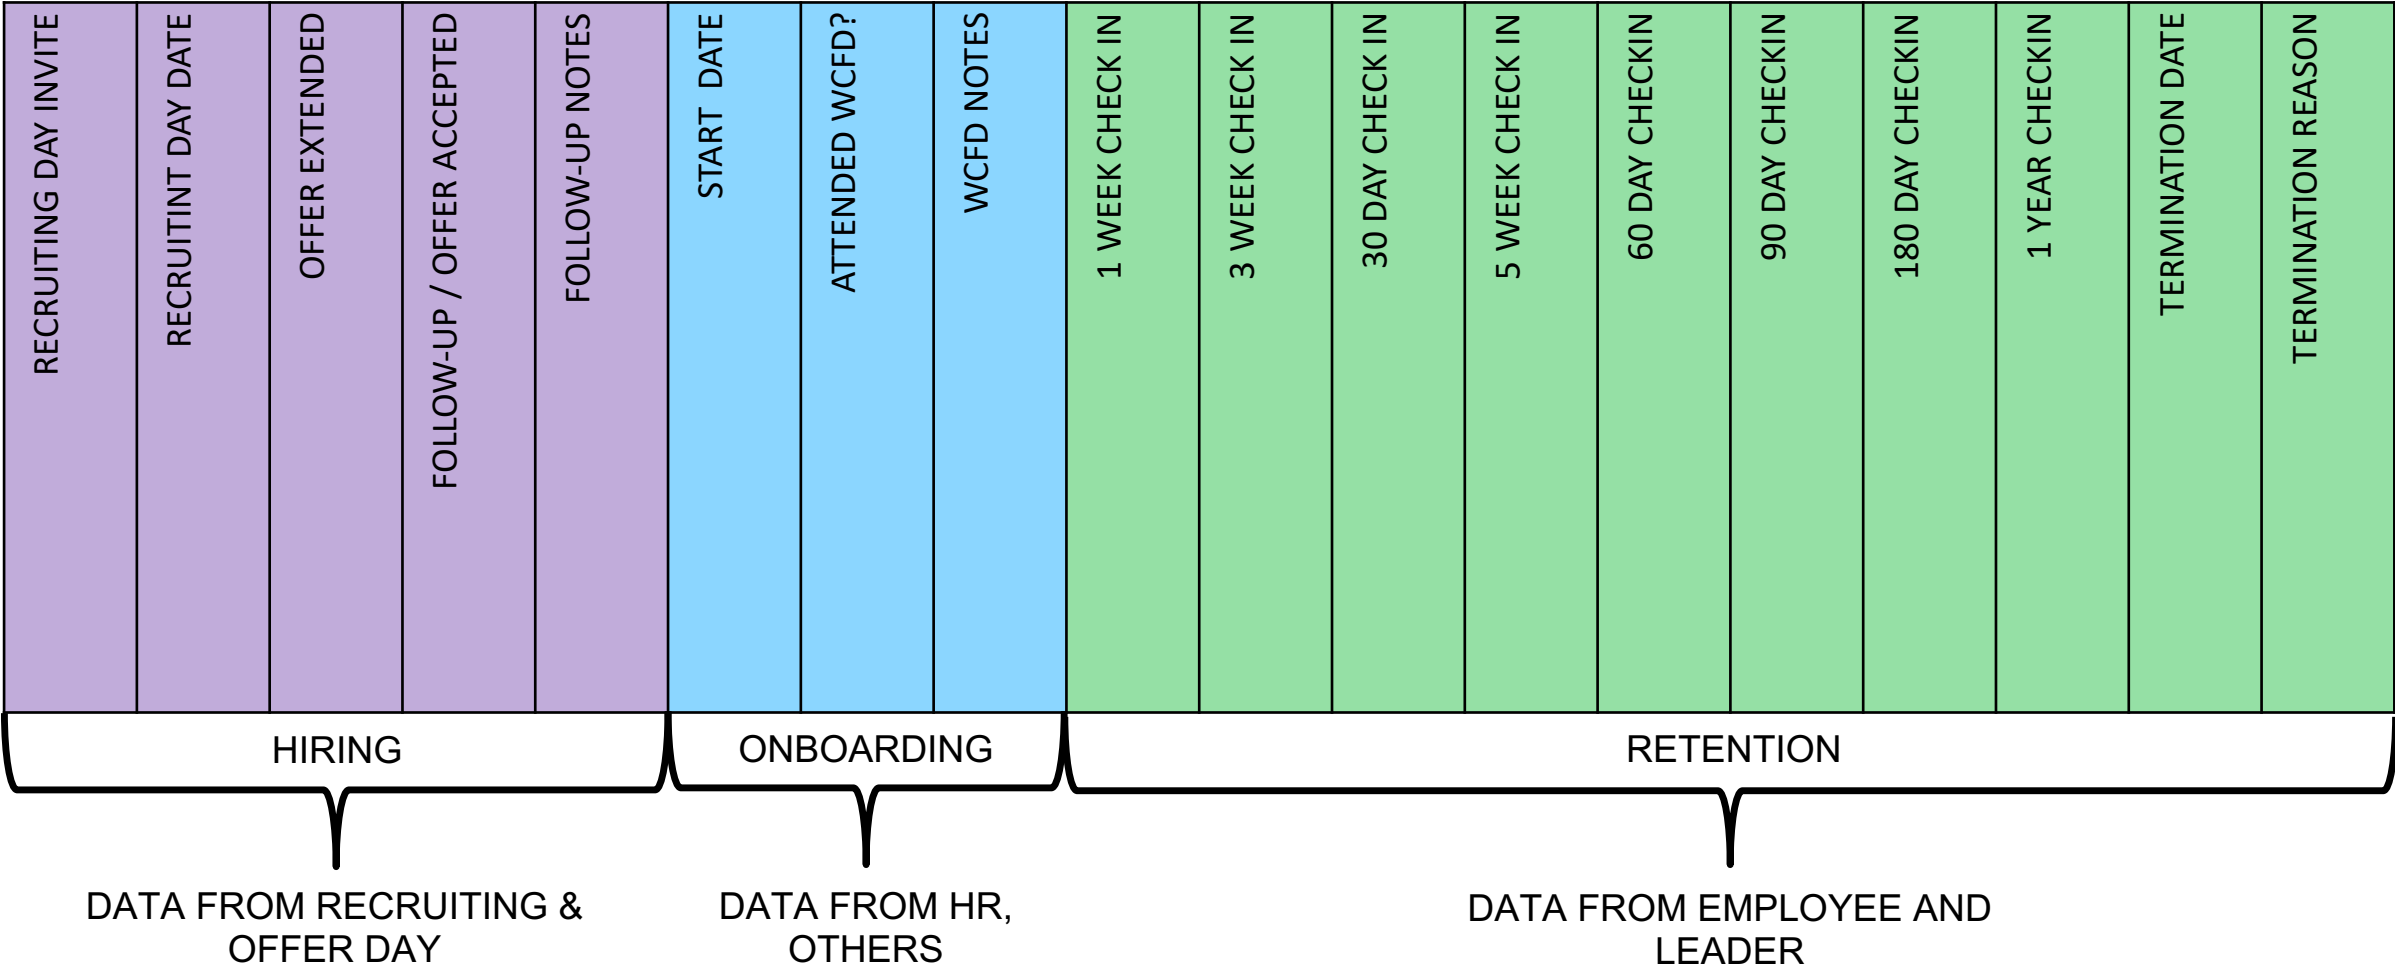 RECRUITING DAY INVITE
RECRUITINT DAY DATE
OFFER EXTENDED
FOLLOW-UP / OFFER ACCEPTED
FOLLOW-UP NOTES
START DATE
ATTENDED WCFD?
WCFD NOTES
1 WEEK CHECK IN
3 WEEK CHECK IN
30 DAY CHECK IN
5 WEEK CHECK IN
60 DAY CHECKIN
90 DAY CHECKIN
180 DAY CHECKIN
1 YEAR CHECKIN
TERMINATION DATE
TERMINATION REASON
HIRING
ONBOARDING
RETENTION
DATA FROM RECRUITING &
OFFER DAY
DATA FROM HR,
OTHERS
DATA FROM EMPLOYEE AND
LEADER